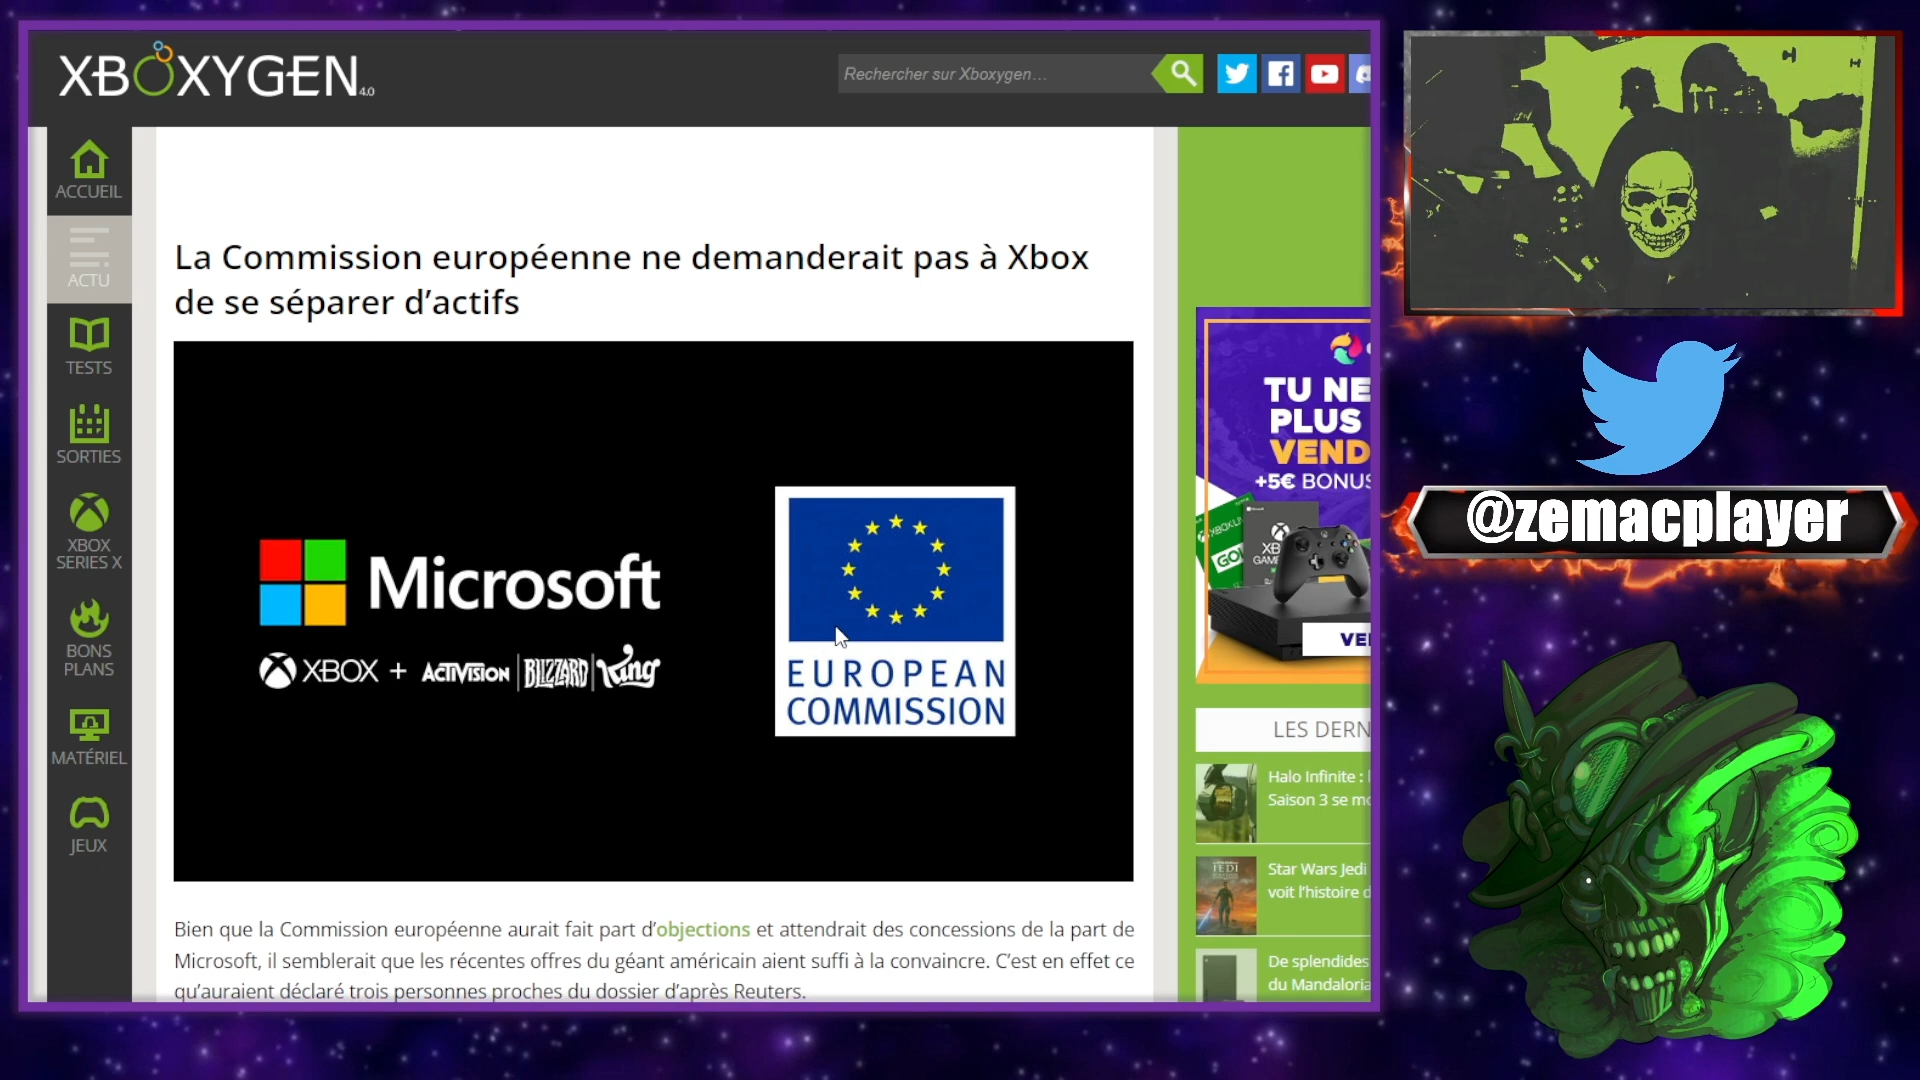 XBOXYGEN 4.0
Rechercher sur Xboxygen...
ACCUEIL
ACTU
TESTS
SORTIES
XBOX
SERIES X
BONS
PLANS
MATÉRIEL
JEUX
La Commission européenne ne demanderait pas à Xbox
de se séparer d’actifs
Microsoft
XBOX + ACTIVISION | BLIZZARD | King
EUROPEAN
COMMISSION
Bien que la Commission européenne aurait fait part d’objections et attendrait des concessions de la part de
Microsoft, il semblerait que les récentes offres du géant américain aient suffi à la convaincre. C’est en effet ce
qu’auraient déclaré trois personnes proches du dossier d’après Reuters.
TU NE
PLUS
VEND
+5€ BONUS
VE
LES DERN
Halo Infinite :
Saison 3 se mo
Star Wars Jedi
voit l’histoire d
De splendides
du Mandaloria
@zemacplayer